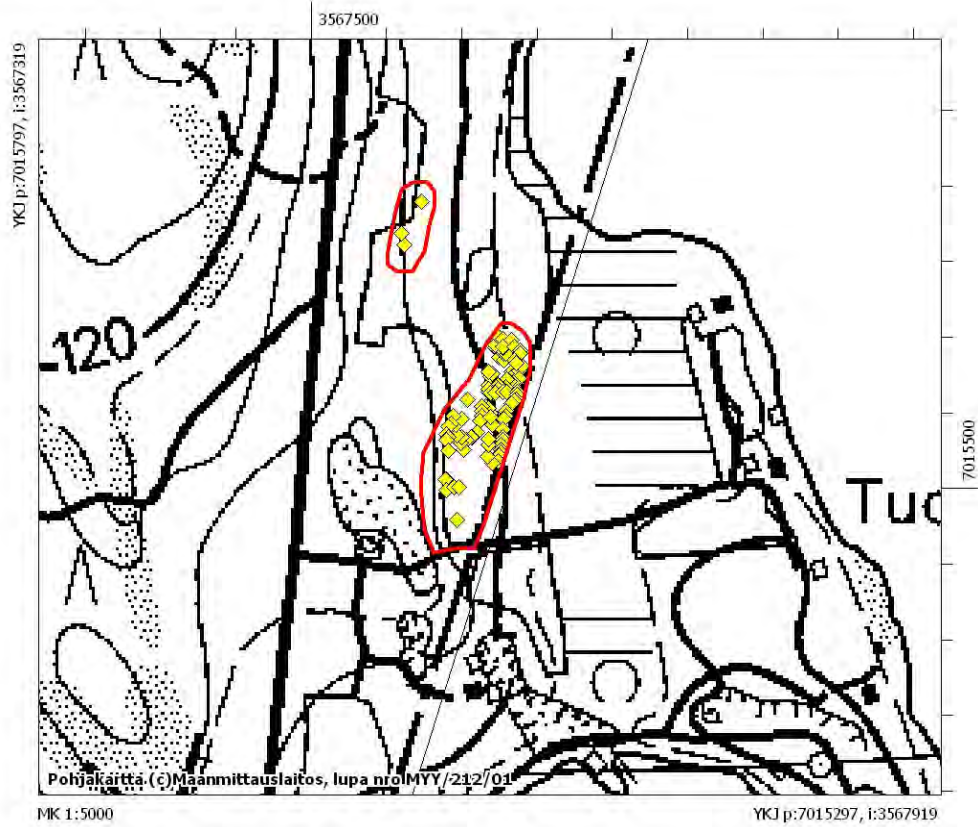 3567500
YKJ p:7015797, i:3567319
-120
7015500
Tuc
Pohjakartta (c)Maanmittauslaitos, lupa nro MYY/212/01
MK 1:5000
YKJ p:7015297, i:3567919